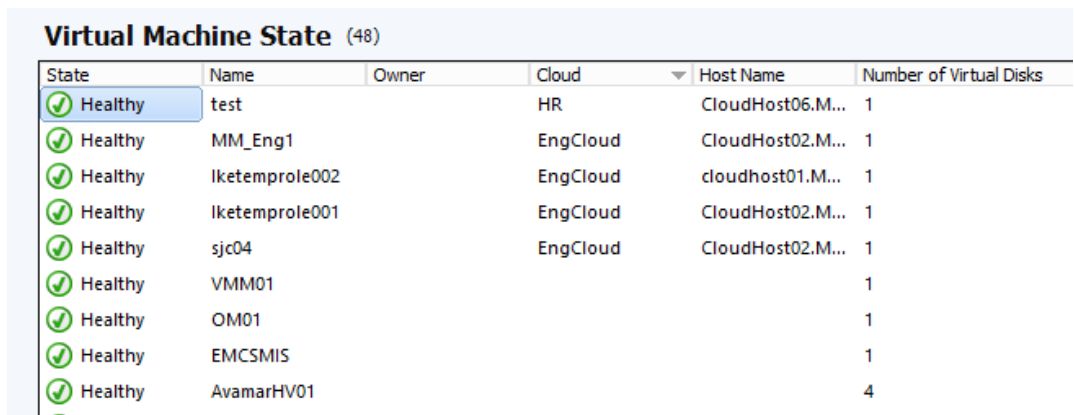 Virtual Machine State (48)
State Name Owner Cloud Host Name Number of Virtual Disks
Healthy test HR CloudHost06.M... 1
Healthy MM_Eng1 EngCloud CloudHost02.M... 1
Healthy Iketemprole002 EngCloud cloudhost01.M... 1
Healthy Iketemprole001 EngCloud CloudHost02.M... 1
Healthy sjc04 EngCloud CloudHost02.M... 1
Healthy VMM01 1
Healthy OM01 1
Healthy EMCSMIS 1
Healthy AvamarHV01 4